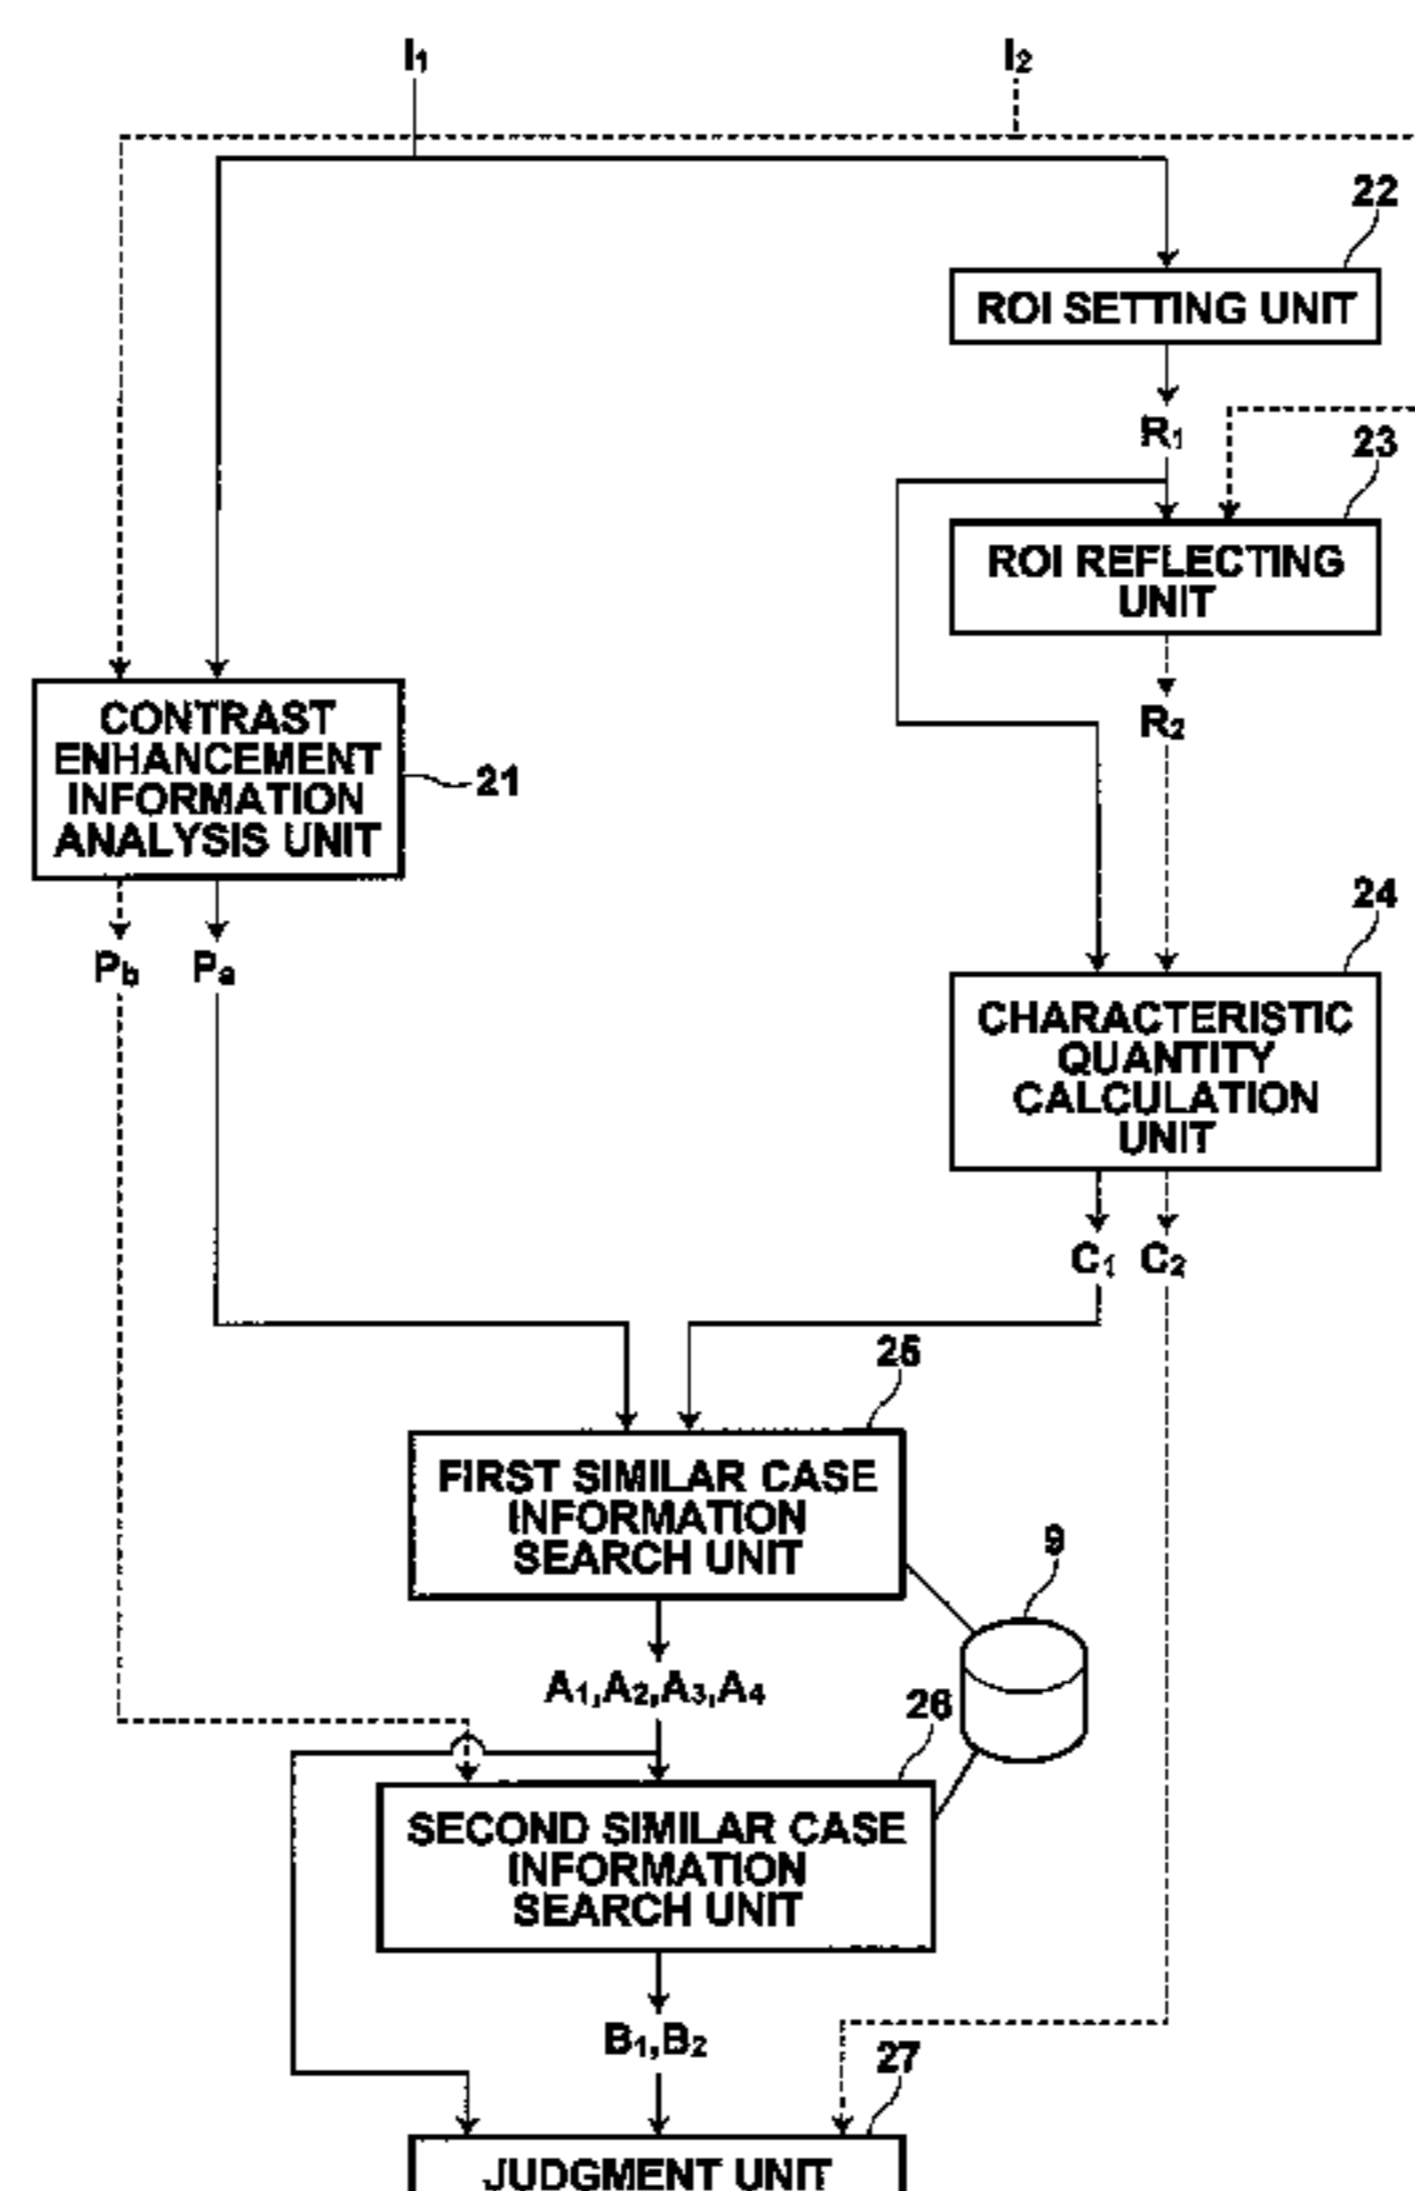 I₁
I₂
22
ROI SETTING UNIT
R₁
23
ROI REFLECTING
UNIT
R₂
CONTRAST
ENHANCEMENT
INFORMATION
ANALYSIS UNIT
21
Pb
Pa
24
CHARACTERISTIC
QUANTITY
CALCULATION
UNIT
C₁
C₂
25
FIRST SIMILAR CASE
INFORMATION
SEARCH UNIT
9
A₁,A₂,A₃,A₄
26
SECOND SIMILAR CASE
INFORMATION
SEARCH UNIT
B₁,B₂
27
JUDGMENT UNIT